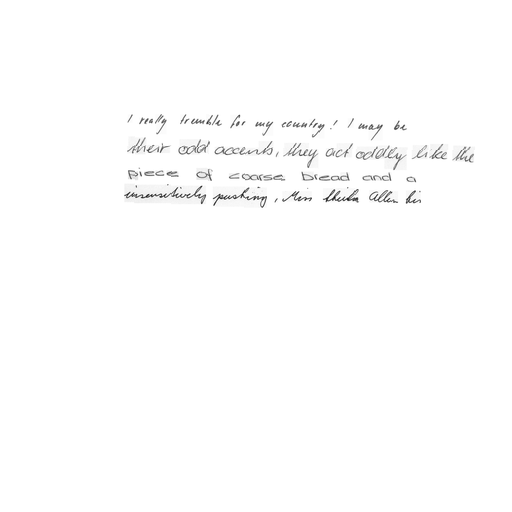 I really tremble for my country! I may be
their odd accents, they act oddly like the
piece of coarse bread and a
insensitively pushing, Miss Sheila Allen his